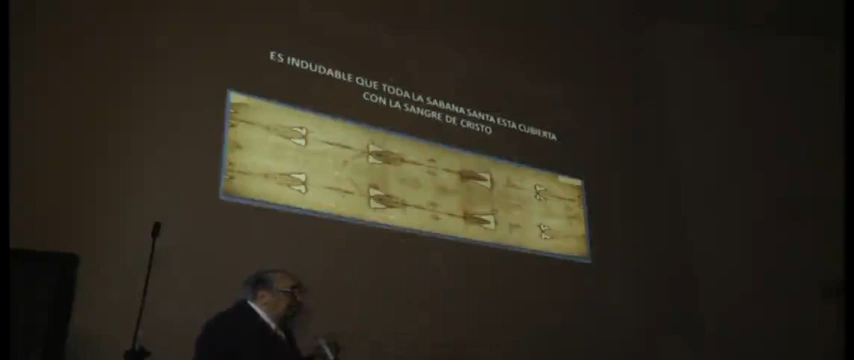 ES INDUDABLE QUE TODA LA SABANA SANTA ESTA CUBIERTA
CON LA SANGRE DE CRISTO